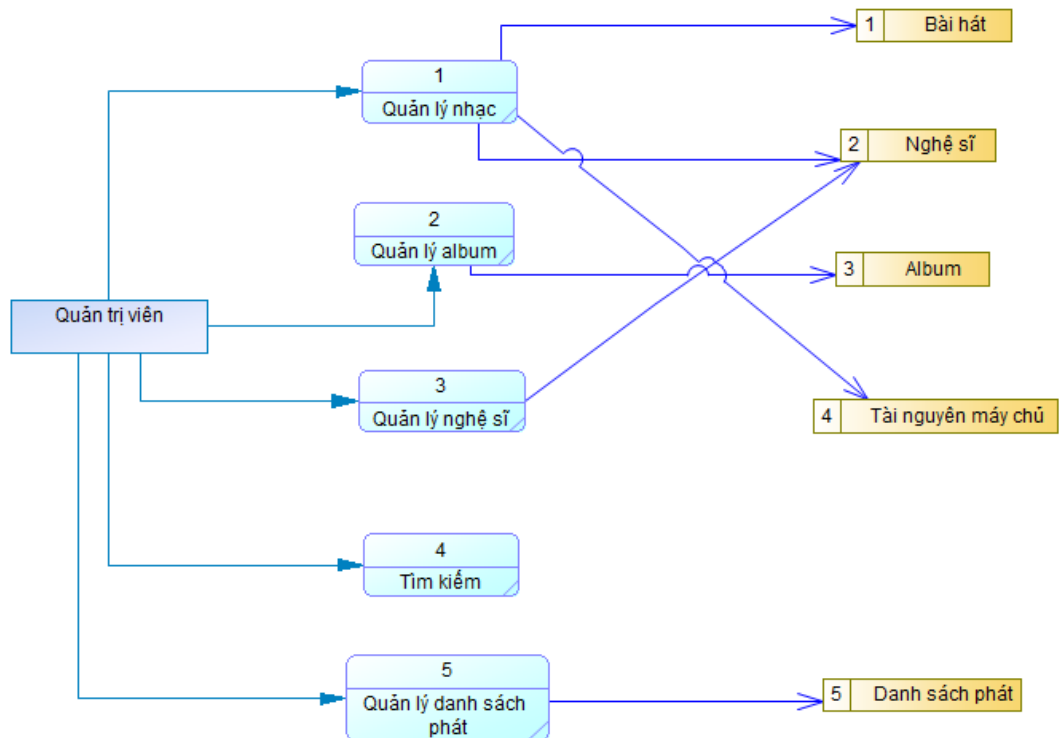 1 Bài hát
1
Quản lý nhạc
2 Nghệ sĩ
2
Quản lý album
3 Album
Quản trị viên
3
Quản lý nghệ sĩ
4 Tài nguyên máy chủ
4
Tìm kiếm
5
Quản lý danh sách
phát
5 Danh sách phát